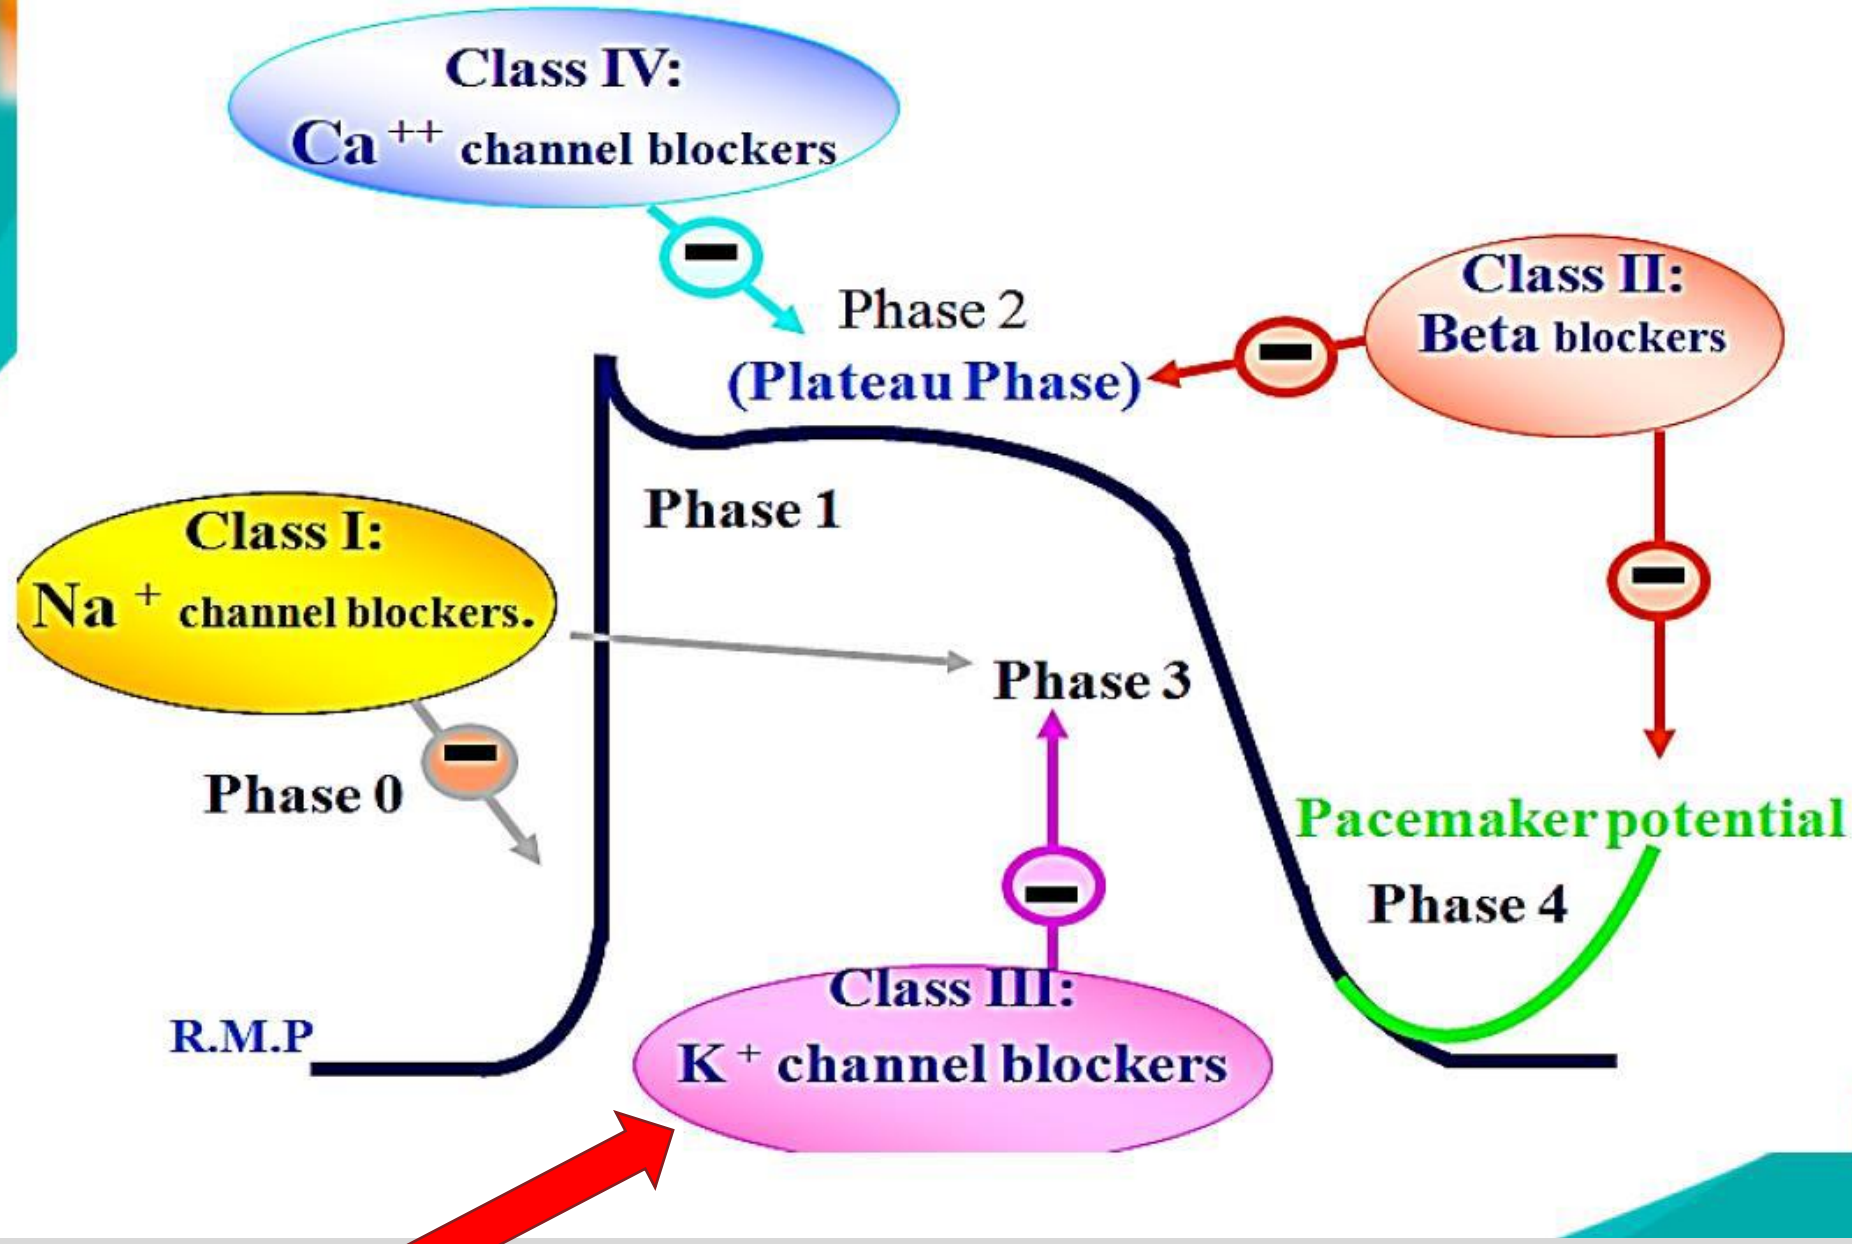 Class IV:
Ca ++ channel blockers
Phase 2
(Plateau Phase)
Class II:
Beta blockers
Phase 1
Class I:
Na + channel blockers.
Phase 3
Phase 0
Pacemaker potential
Phase 4
R.M.P
Class III:
K + channel blockers